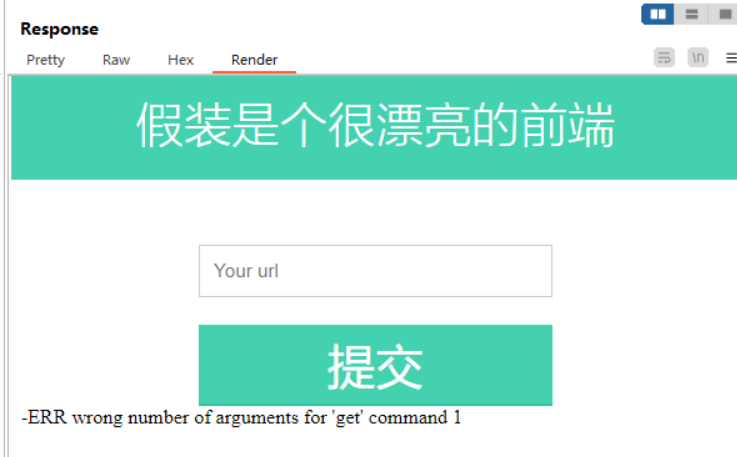 Response
Pretty Raw Hex Render \n
假装是个很漂亮的前端
Your url
提交
-ERR wrong number of arguments for 'get' command 1